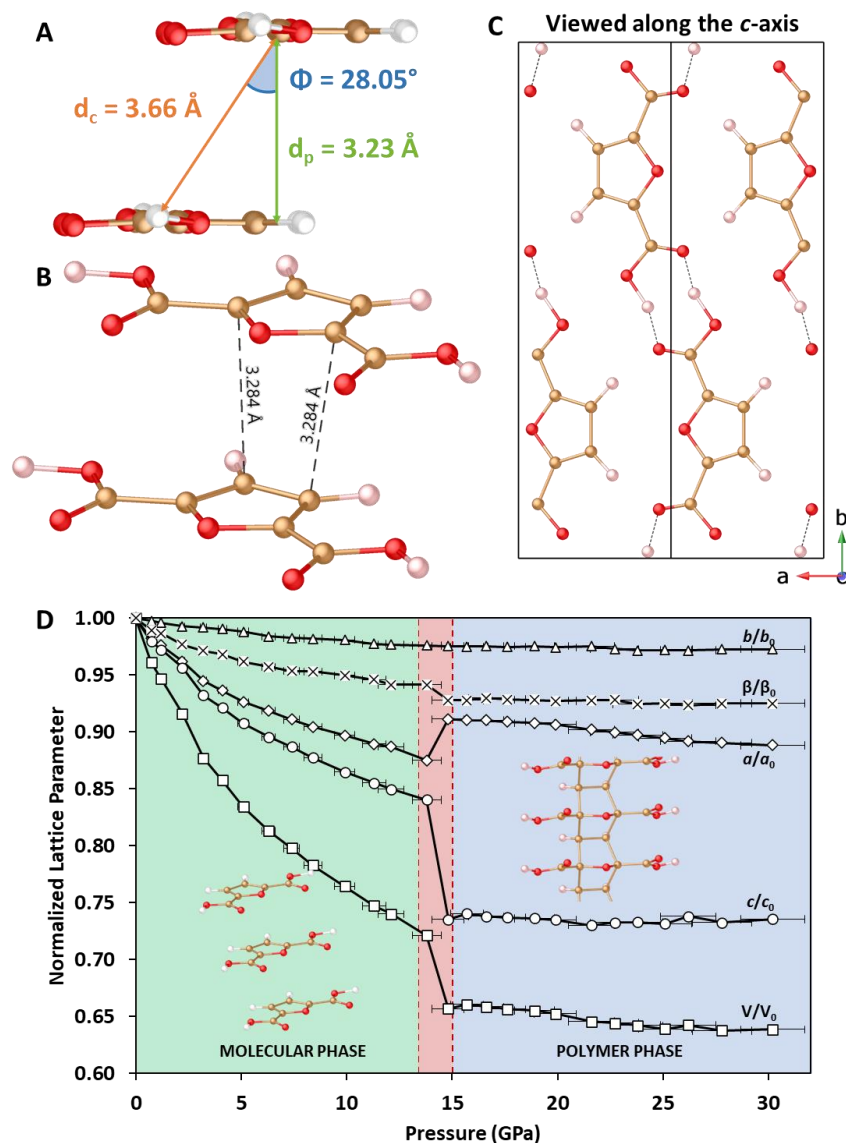 A
Φ = 28.05°
d_c = 3.66 Å
d_p = 3.23 Å
B
3.284 Å
3.284 Å
C
Viewed along the c-axis
b
a
c
D
Normalized Lattice Parameter
1.00
0.95
0.90
0.85
0.80
0.75
0.70
0.65
0.60
b/b₀
β/β₀
a/a₀
c/c₀
V/V₀
MOLECULAR PHASE
POLYMER PHASE
0
5
10
15
20
25
30
Pressure (GPa)